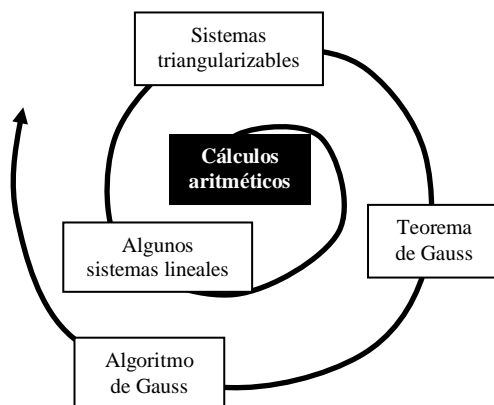 Sistemas
triangularizables
Cálculos
aritméticos
Teorema
de Gauss
Algunos
sistemas lineales
Algoritmo
de Gauss